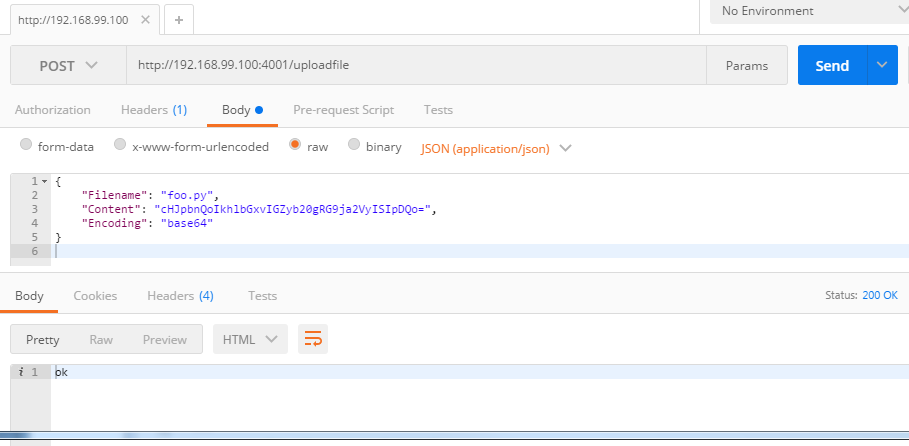 http://192.168.99.100 × +
No Environment
POST http://192.168.99.100:4001/uploadfile Params Send
Authorization Headers (1) Body Pre-request Script Tests
form-data x-www-form-urlencoded raw binary JSON (application/json)
1 {
2 "Filename": "foo.py",
3 "Content": "cHJpbnQoIkhlbGxvIGZyb20gRG9ja2VyISIpDQo=",
4 "Encoding": "base64"
5 }
6
Body Cookies Headers (4) Tests Status: 200 OK
Pretty Raw Preview HTML
i 1 ok